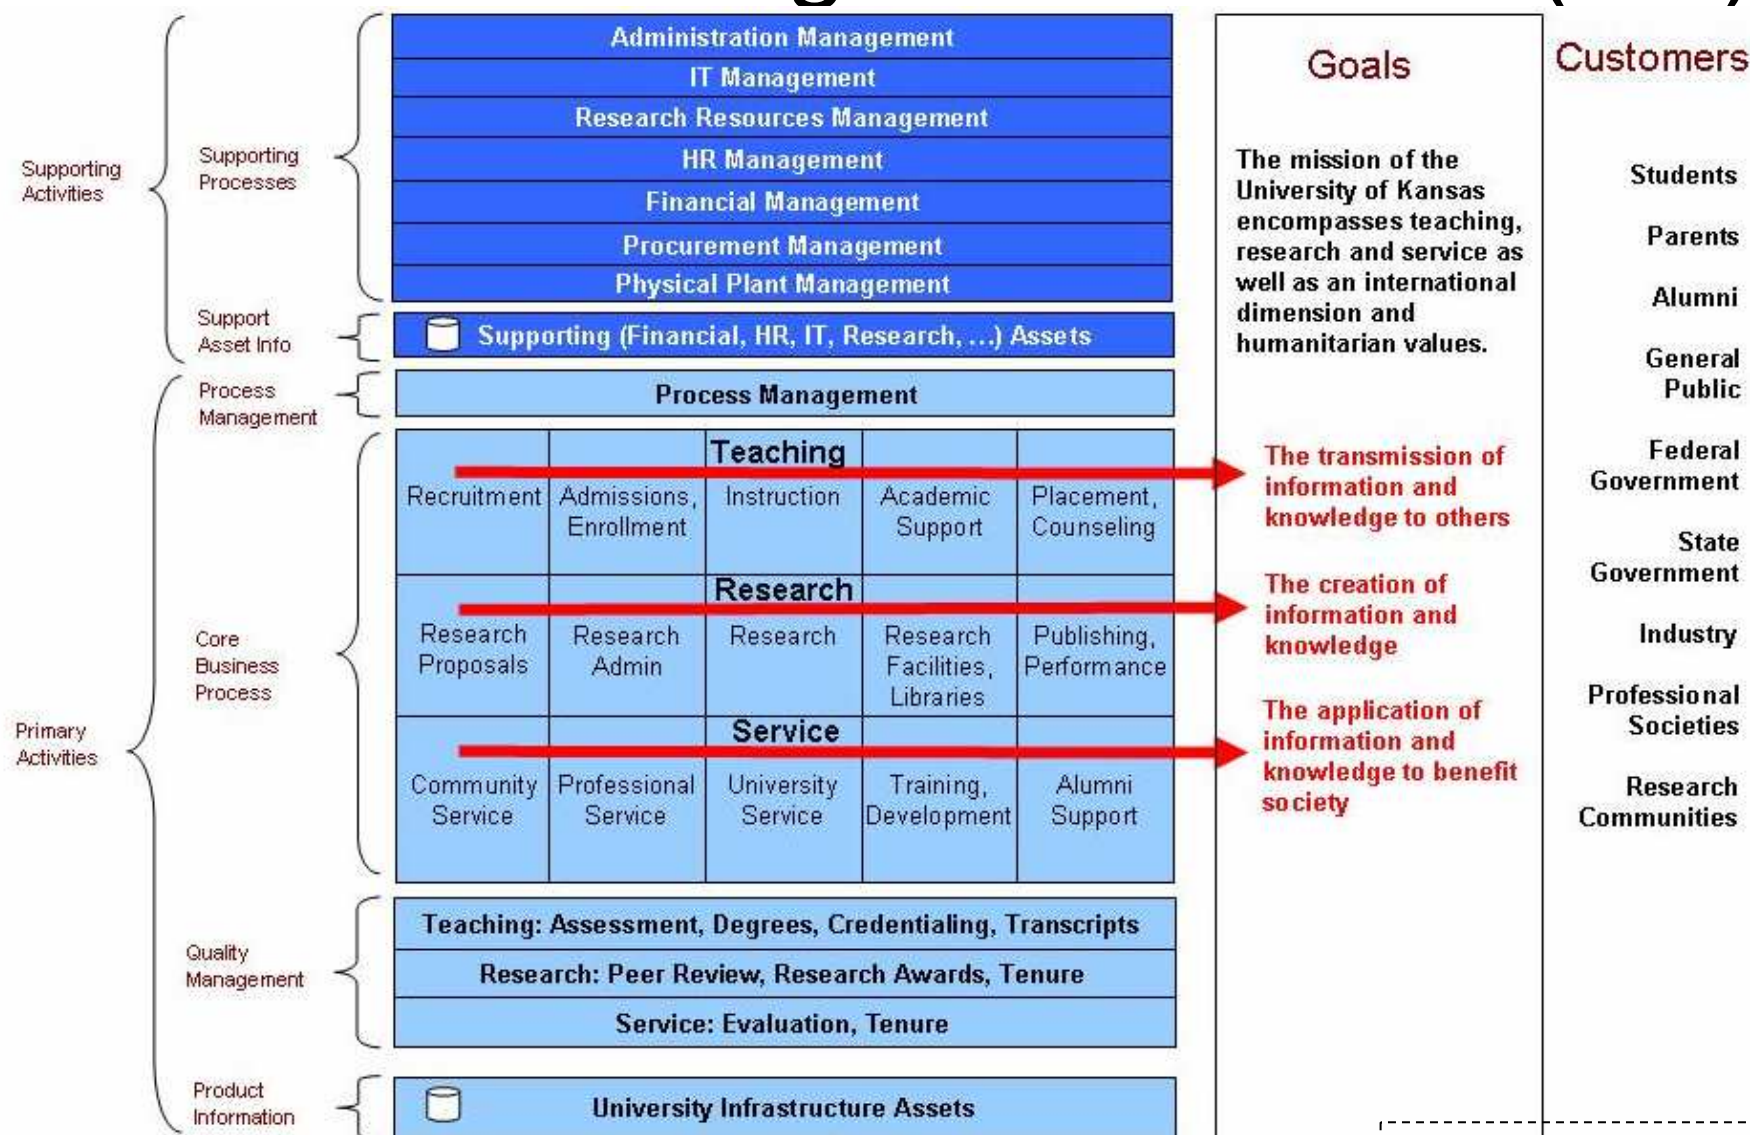 Administration Management
IT Management
Research Resources Management
HR Management
Financial Management
Procurement Management
Physical Plant Management
Supporting
Activities
Supporting
Processes
Support
Asset Info
Supporting (Financial, HR, IT, Research, ...) Assets
Process
Management
Process Management
Primary
Activities
Core
Business
Process
Teaching
Recruitment
Admissions,
Enrollment
Instruction
Academic
Support
Placement,
Counseling
Research
Research
Proposals
Research
Admin
Research
Research
Facilities,
Libraries
Publishing,
Performance
Service
Community
Service
Professional
Service
University
Service
Training,
Development
Alumni
Support
Quality
Management
Teaching: Assessment, Degrees, Credentialing, Transcripts
Research: Peer Review, Research Awards, Tenure
Service: Evaluation, Tenure
Product
Information
University Infrastructure Assets
Goals
The mission of the
University of Kansas
encompasses teaching,
research and service as
well as an international
dimension and
humanitarian values.
The transmission of
information and
knowledge to others
The creation of
information and
knowledge
The application of
information and
knowledge to benefit
society
Customers
Students
Parents
Alumni
General
Public
Federal
Government
State
Government
Industry
Professional
Societies
Research
Communities